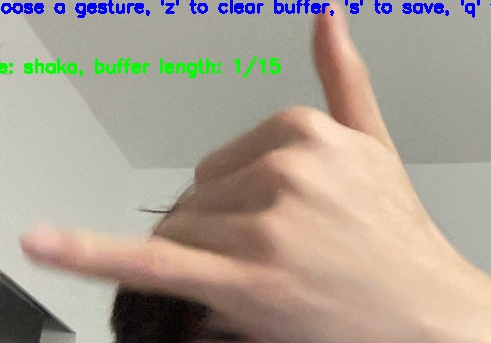 oose a gesture, 'z' to clear buffer, 's' to save, 'q'
e: shaka, buffer length: 1/15